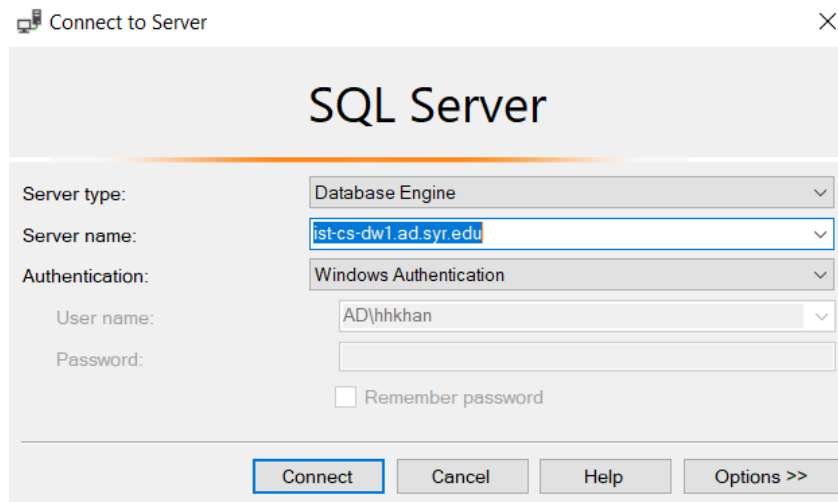 Connect to Server
SQL Server
Server type: Database Engine
Server name: ist-cs-dw1.ad.syr.edu
Authentication: Windows Authentication
User name: AD\hhkhan
Password:
Remember password
Connect Cancel Help Options >>